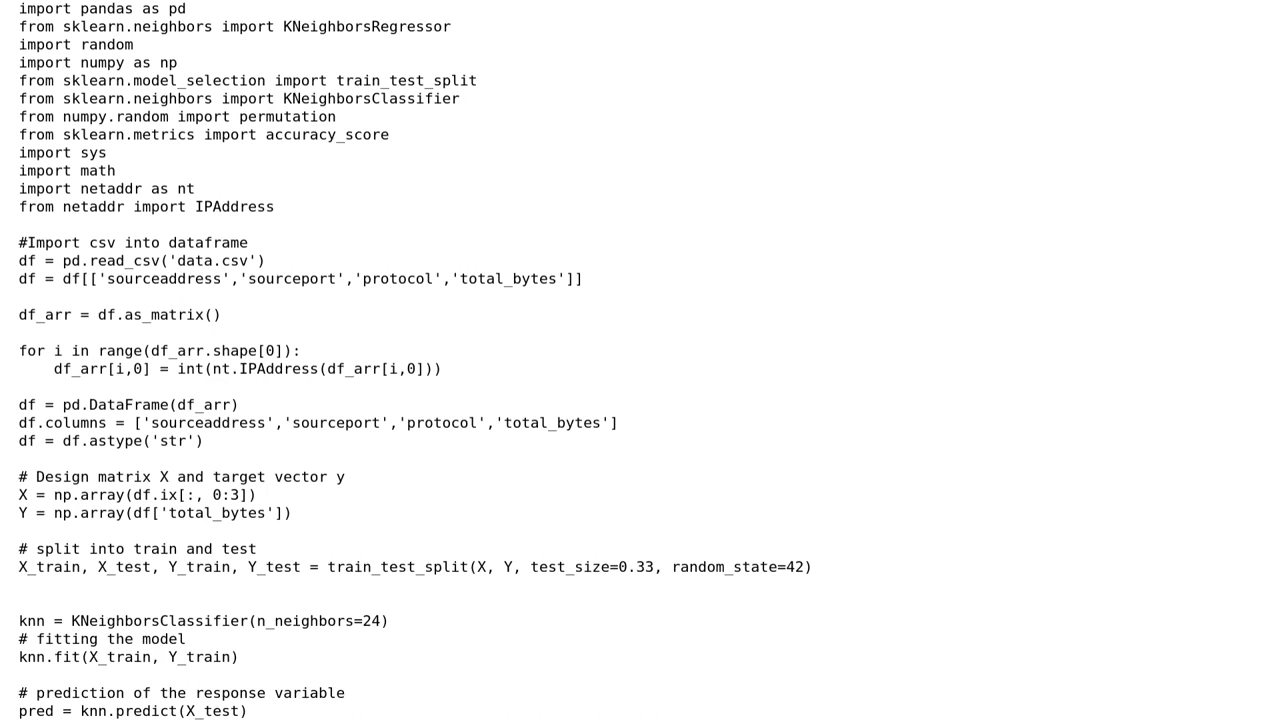 import pandas as pd
from sklearn.neighbors import KNeighborsRegressor
import random
import numpy as np
from sklearn.model_selection import train_test_split
from sklearn.neighbors import KNeighborsClassifier
from numpy.random import permutation
from sklearn.metrics import accuracy_score
import sys
import math
import netaddr as nt
from netaddr import IPAddress

#Import csv into dataframe
df = pd.read_csv('data.csv')
df = df[['sourceaddress','sourceport','protocol','total_bytes']]

df_arr = df.as_matrix()

for i in range(df_arr.shape[0]):
    df_arr[i,0] = int(nt.IPAddress(df_arr[i,0]))

df = pd.DataFrame(df_arr)
df.columns = ['sourceaddress','sourceport','protocol','total_bytes']
df = df.astype('str')

# Design matrix X and target vector y
X = np.array(df.ix[:, 0:3])
Y = np.array(df['total_bytes'])

# split into train and test
X_train, X_test, Y_train, Y_test = train_test_split(X, Y, test_size=0.33, random_state=42)


knn = KNeighborsClassifier(n_neighbors=24)
# fitting the model
knn.fit(X_train, Y_train)

# prediction of the response variable
pred = knn.predict(X_test)